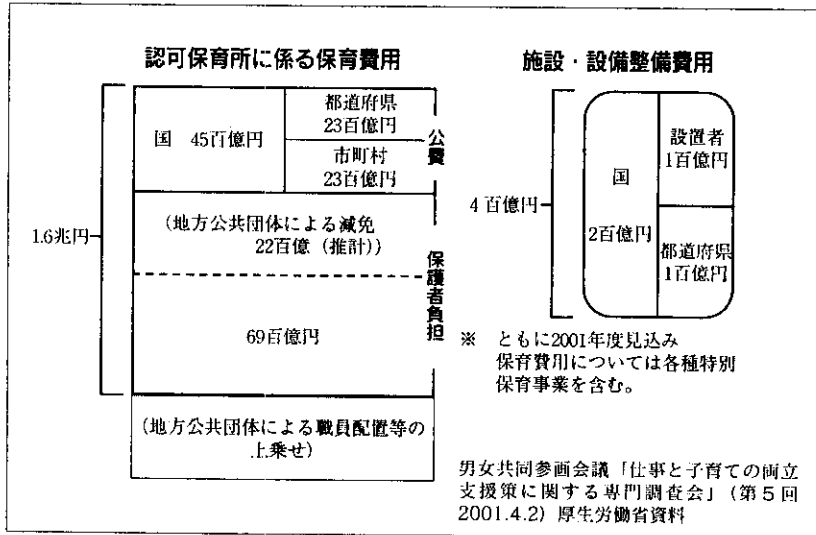 認可保育所に係る保育費用
1.6兆円
国 45百億円
都道府県
23百億円
市町村
23百億円
公費
(地方公共団体による減免
22百億(推計))
69百億円
保護者負担
(地方公共団体による職員配置等の
上乗せ)
施設・設備整備費用
4百億円
国
2百億円
設置者
1百億円
都道府県
1百億円
※ ともに2001年度見込み
保育費用については各種特別
保育事業を含む。
男女共同参画会議「仕事と子育ての両立
支援策に関する専門調査会」(第5回
2001.4.2)厚生労働省資料